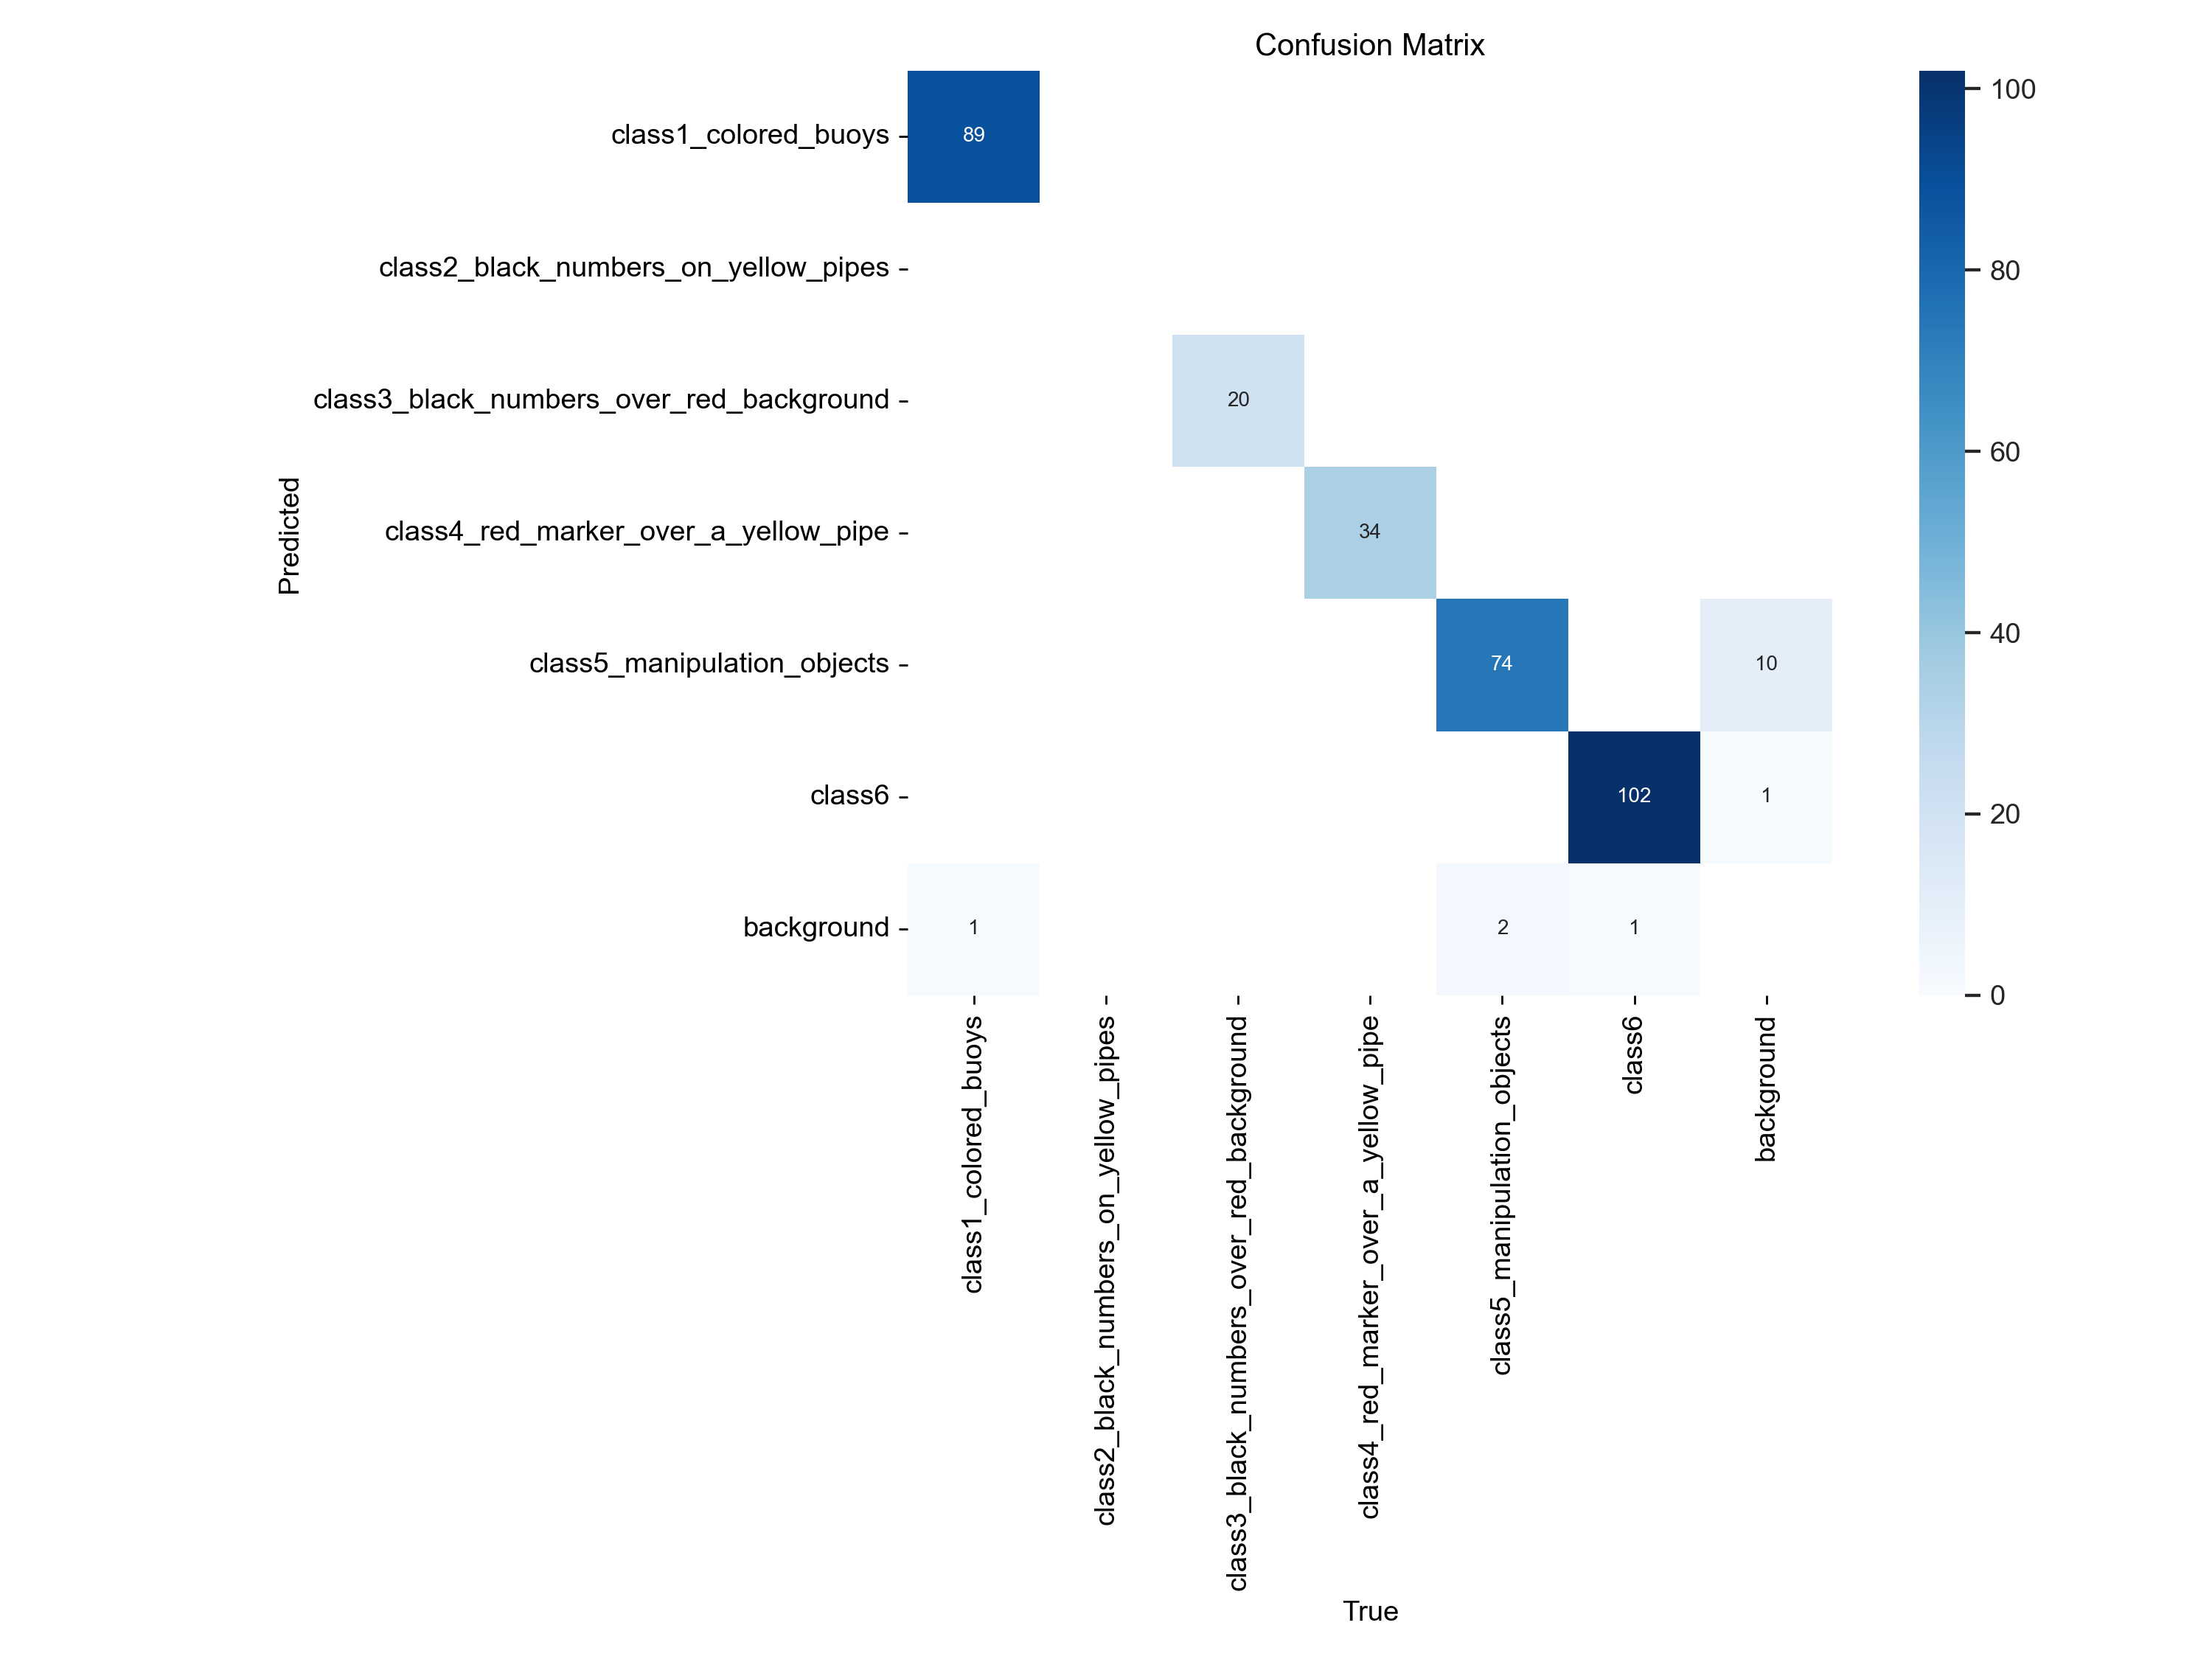 Confusion Matrix
class1_colored_buoys
89
class2_black_numbers_on_yellow_pipes
class3_black_numbers_over_red_background
20
class4_red_marker_over_a_yellow_pipe
34
class5_manipulation_objects
74
10
class6
102
1
background
1
2
1
Predicted
class1_colored_buoys
class2_black_numbers_on_yellow_pipes
class3_black_numbers_over_red_background
class4_red_marker_over_a_yellow_pipe
class5_manipulation_objects
class6
background
True
100
80
60
40
20
0